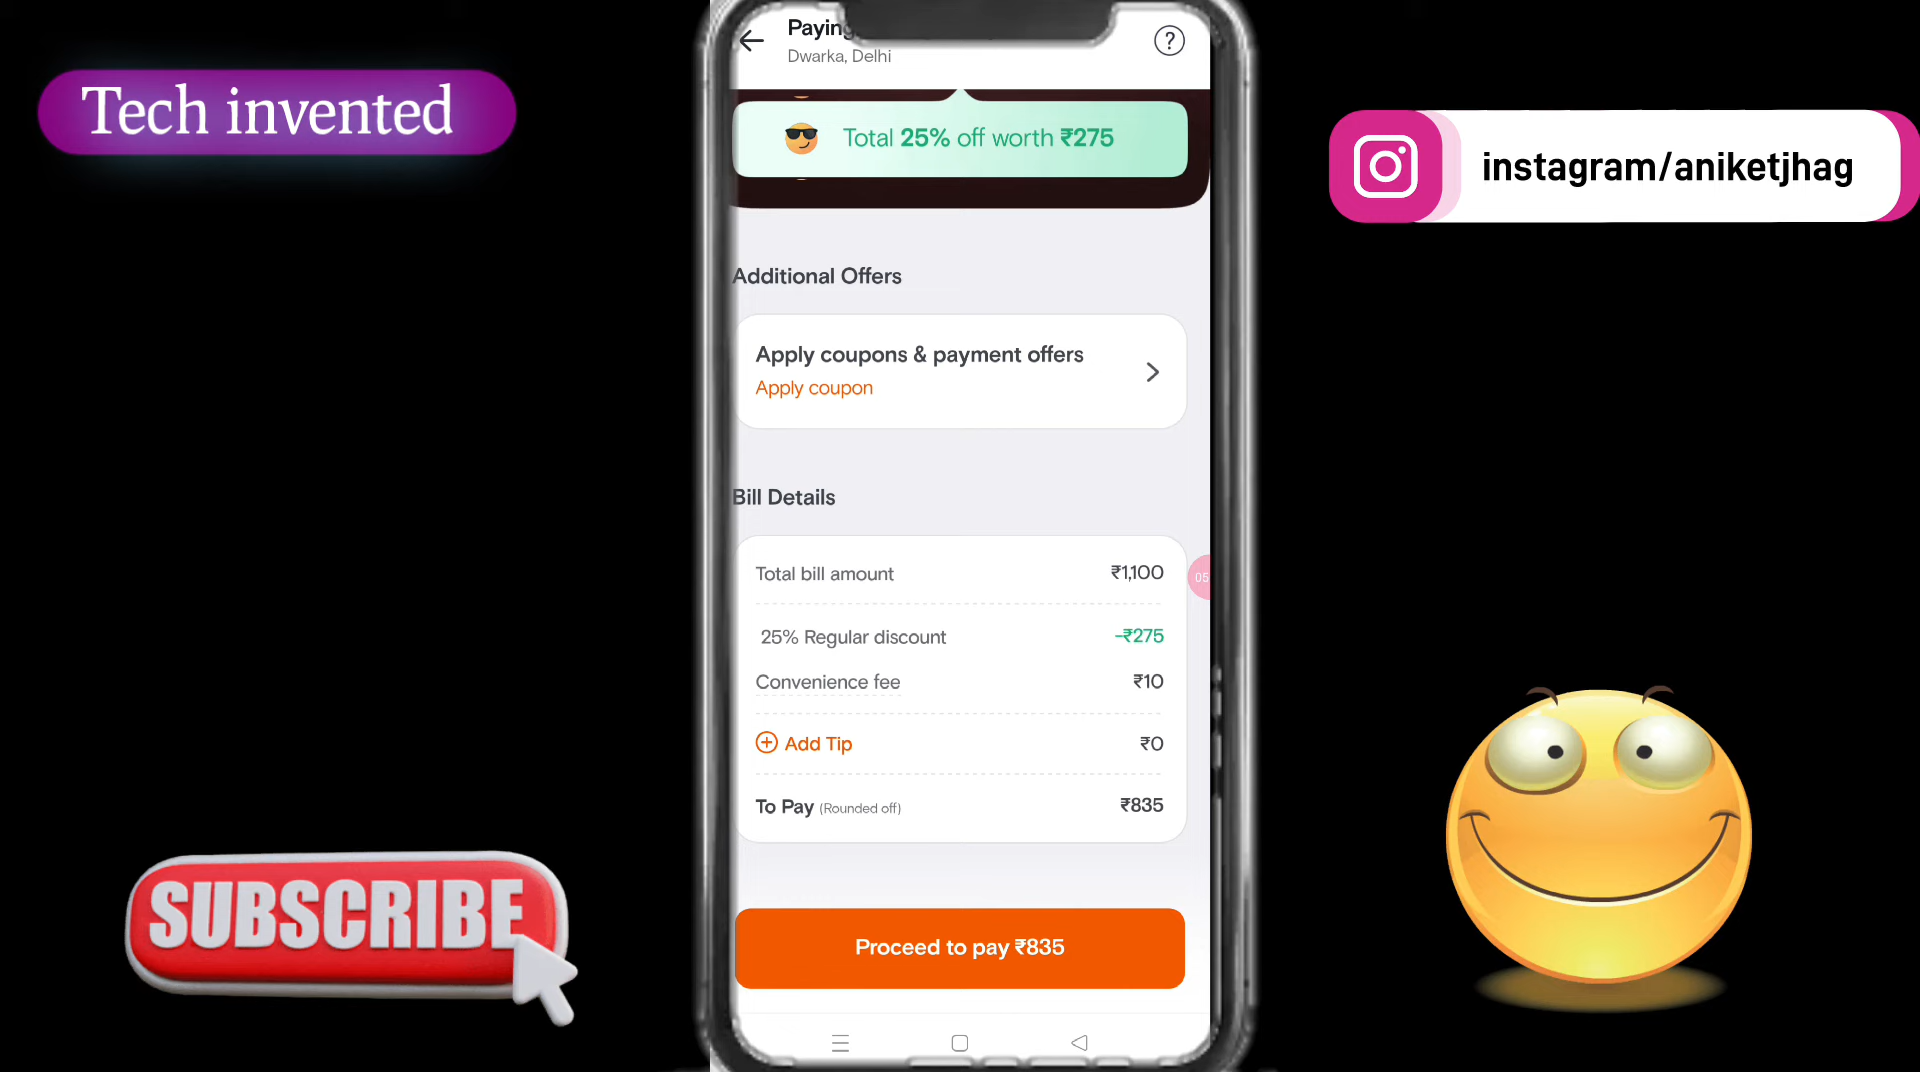 Tech invented
Paying
Dwarka, Delhi
?
Total 25% off worth ₹275
instagram/aniketjhag
Additional Offers
Apply coupons & payment offers
Apply coupon
Bill Details
Total bill amount ₹1,100
05
25% Regular discount -₹275
Convenience fee ₹10
Add Tip ₹0
To Pay (Rounded off) ₹835
SUBSCRIBE
Proceed to pay ₹835